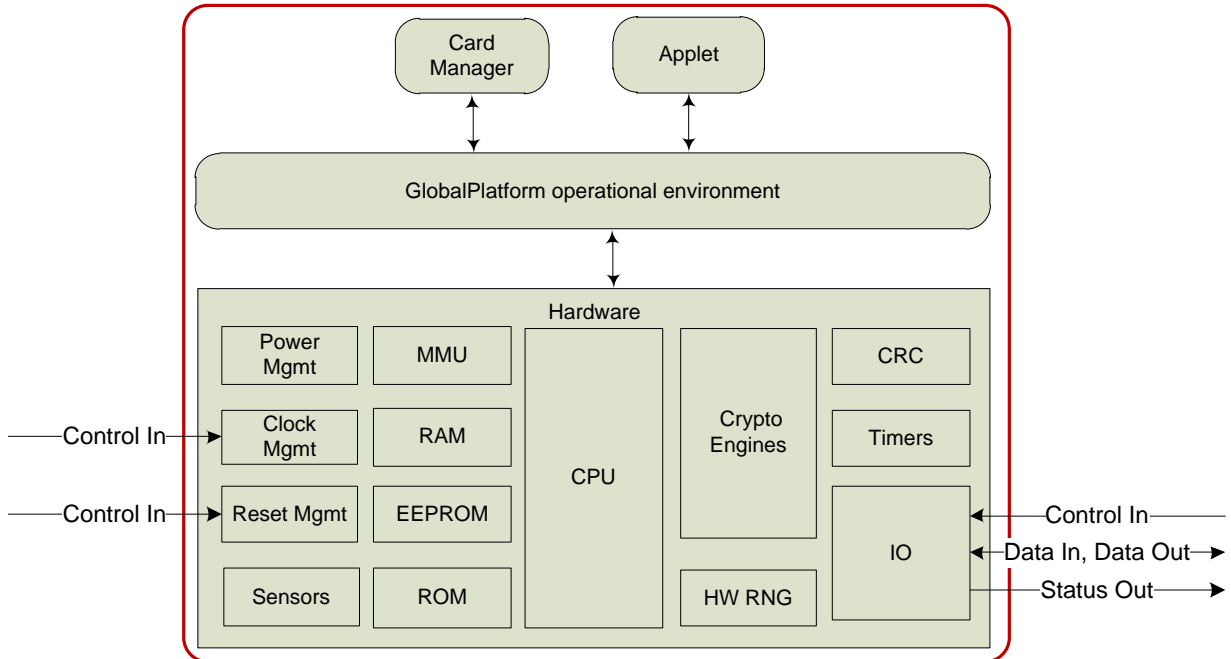 Card
Manager
Applet
GlobalPlatform operational environment
Hardware
Power
Mgmt
MMU
CRC
Control In
Clock
Mgmt
RAM
CPU
Crypto
Engines
Timers
Control In
Reset Mgmt
EEPROM
IO
Control In
Data In, Data Out
Status Out
Sensors
ROM
HW RNG